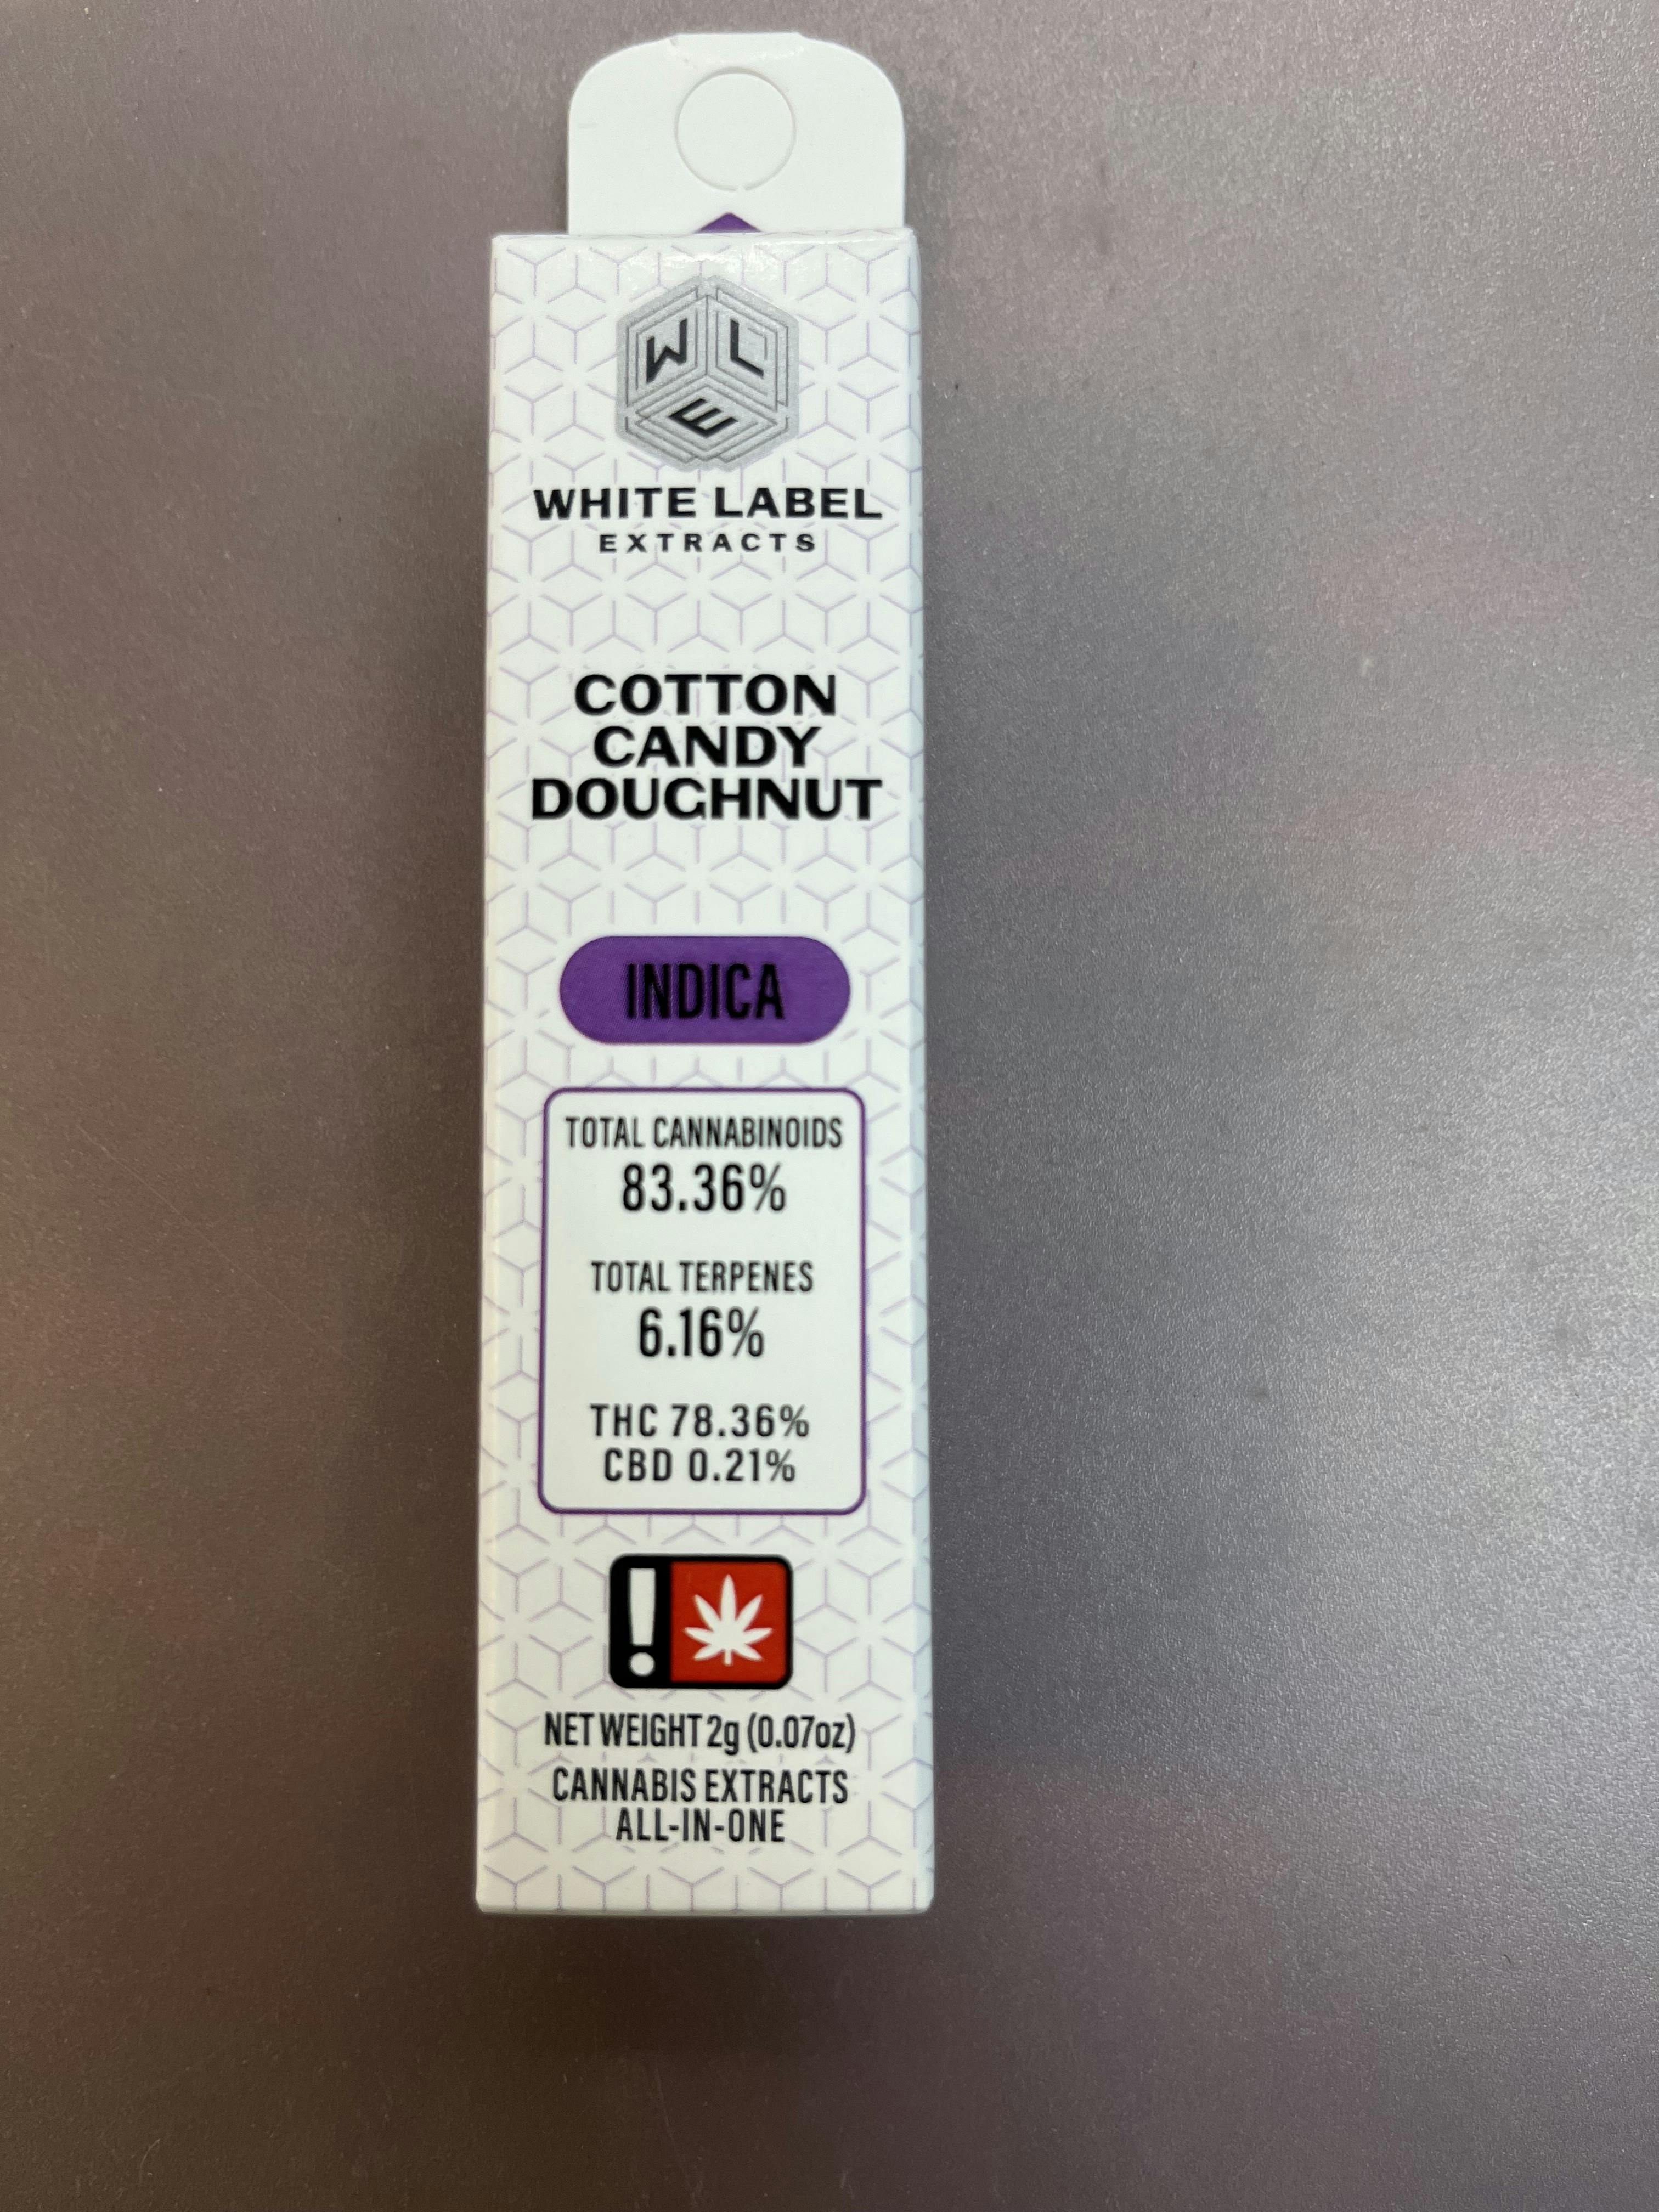 W L
E
WHITE LABEL
EXTRACTS
COTTON
CANDY
DOUGHNUT
INDICA
TOTAL CANNABINOIDS
83.36%
TOTAL TERPENES
6.16%
THC 78.36%
CBD 0.21%
!
NET WEIGHT 2g (0.07oz)
CANNABIS EXTRACTS
ALL-IN-ONE